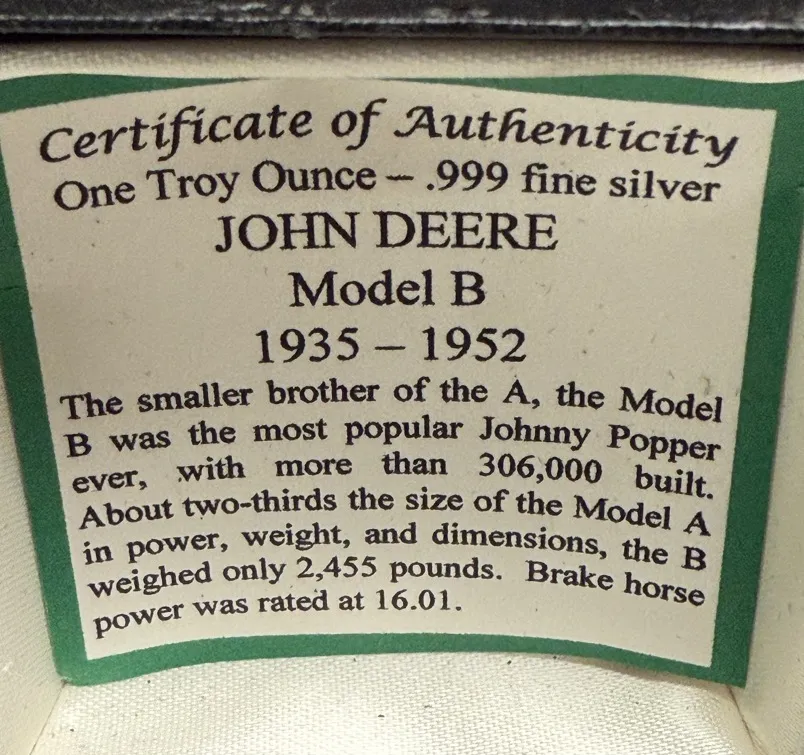 Certificate of Authenticity
One Troy Ounce – .999 fine silver
JOHN DEERE
Model B
1935 – 1952
The smaller brother of the A, the Model
B was the most popular Johnny Popper
ever, with more than 306,000 built.
About two-thirds the size of the Model A
in power, weight, and dimensions, the B
weighed only 2,455 pounds. Brake horse
power was rated at 16.01.